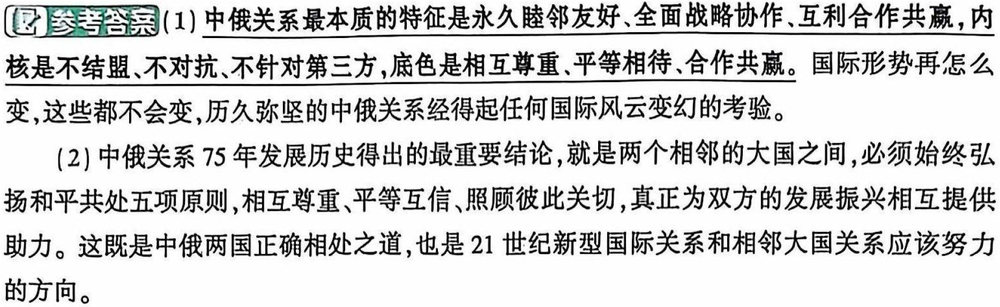 参考答案(1)中俄关系最本质的特征是永久睦邻友好、全面战略协作、互利合作共赢,内
核是不结盟、不对抗、不针对第三方,底色是相互尊重、平等相待、合作共赢。国际形势再怎么
变,这些都不会变,历久弥坚的中俄关系经得起任何国际风云变幻的考验。
(2)中俄关系75年发展历史得出的最重要结论,就是两个相邻的大国之间,必须始终弘
扬和平共处五项原则,相互尊重、平等互信、照顾彼此关切,真正为双方的发展振兴相互提供
助力。这既是中俄两国正确相处之道,也是21世纪新型国际关系和相邻大国关系应该努力
的方向。